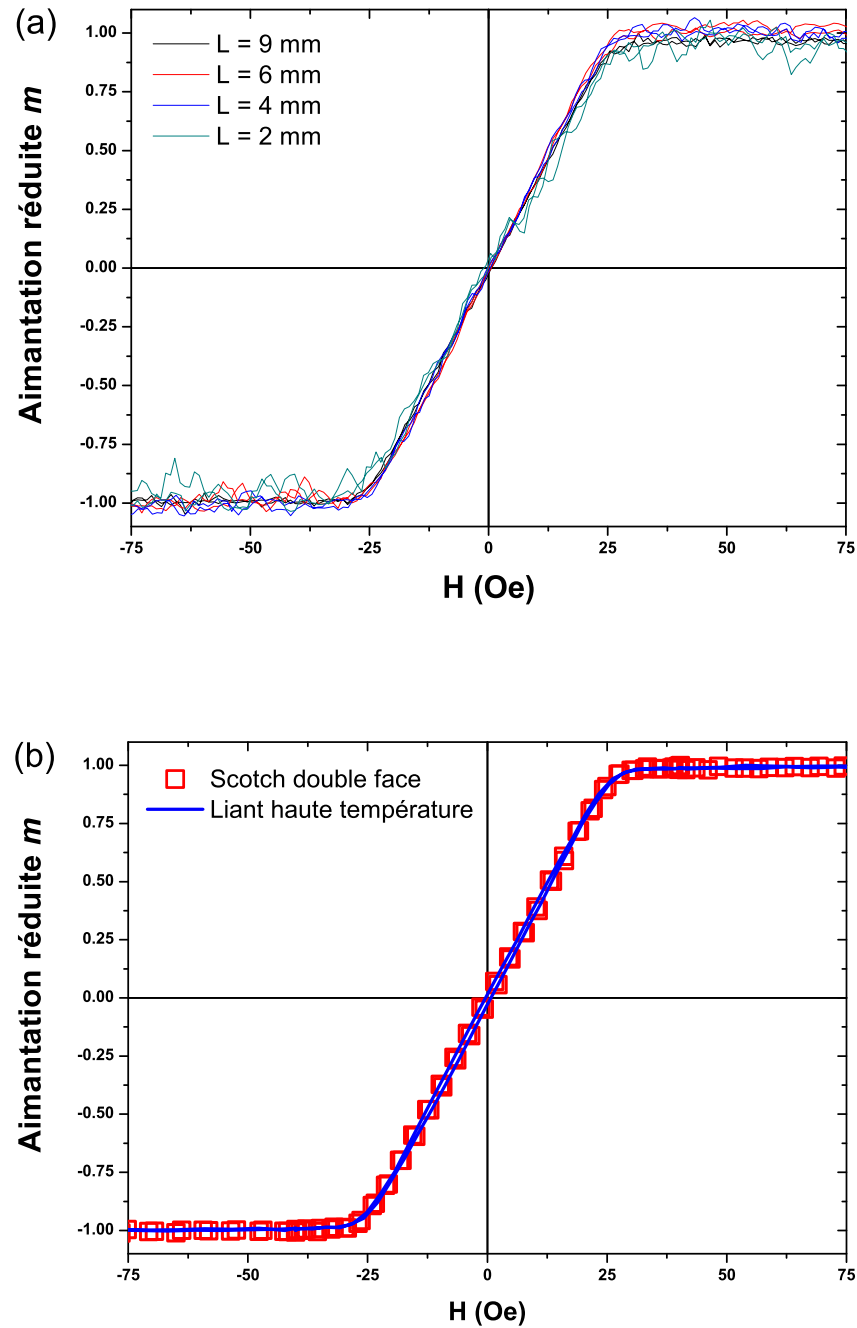 (a)
L = 9 mm
L = 6 mm
L = 4 mm
L = 2 mm
Aimantation réduite m
1.00
0.75
0.50
0.25
0.00
-0.25
-0.50
-0.75
-1.00
-75 -50 -25 0 25 50 75
H (Oe)
(b)
Scotch double face
Liant haute température
Aimantation réduite m
1.00
0.75
0.50
0.25
0.00
-0.25
-0.50
-0.75
-1.00
-75 -50 -25 0 25 50 75
H (Oe)